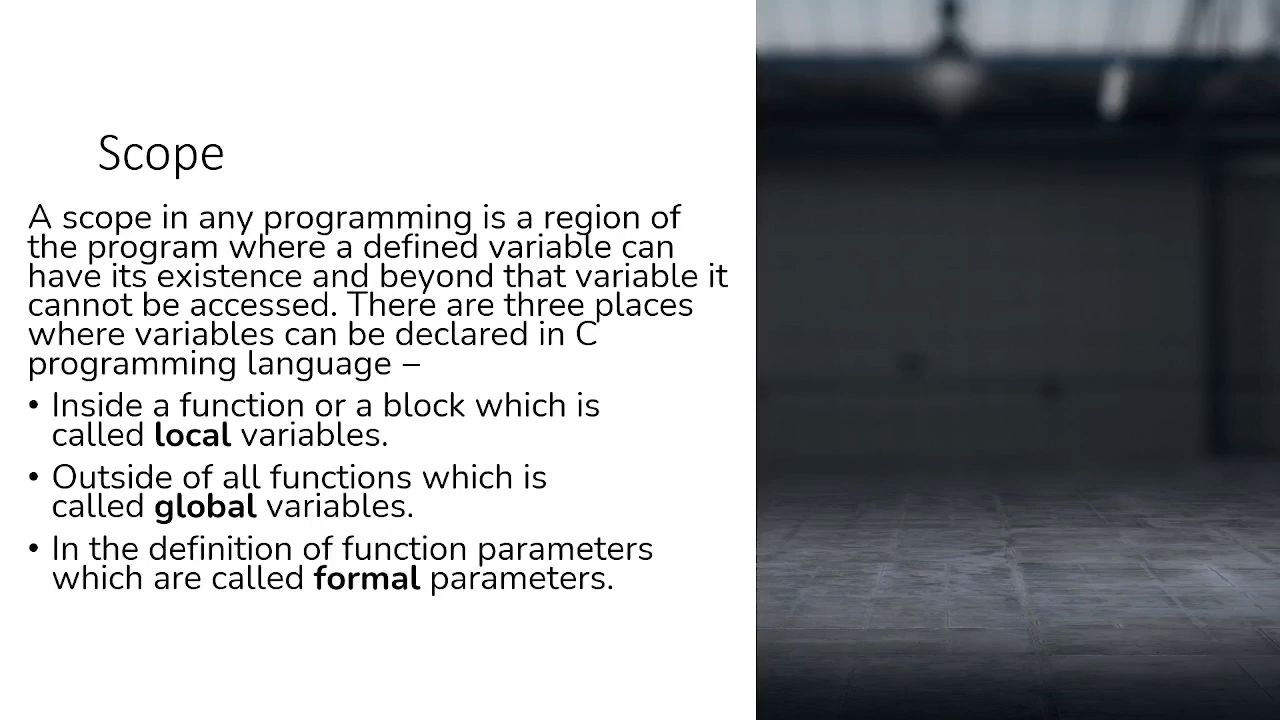 Scope
A scope in any programming is a region of
the program where a defined variable can
have its existence and beyond that variable it
cannot be accessed. There are three places
where variables can be declared in C
programming language –
• Inside a function or a block which is
called local variables.
• Outside of all functions which is
called global variables.
• In the definition of function parameters
which are called formal parameters.